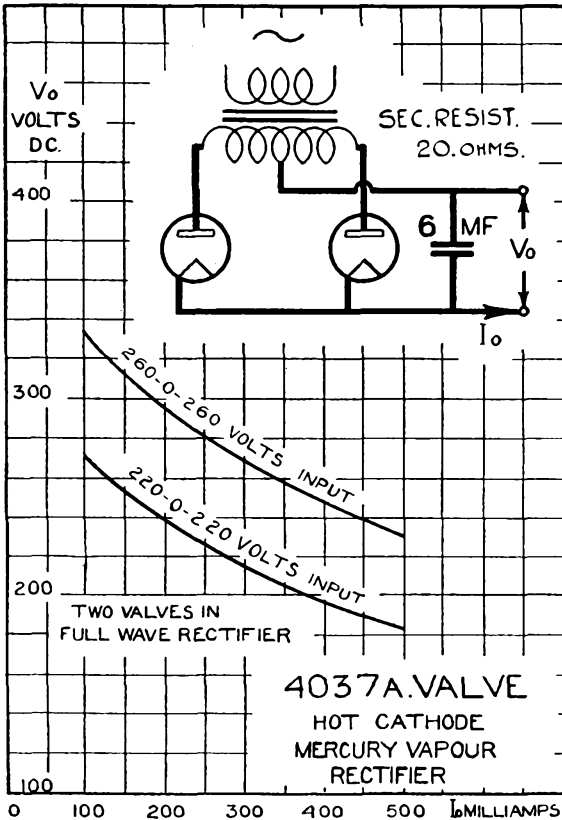 Vo
VOLTS
DC.
SEC. RESIST.
20.OHMS.
400
6 MF
Vo
Io
300
260-0-260 VOLTS INPUT
220-0-220 VOLTS INPUT
200
TWO VALVES IN
FULL WAVE RECTIFIER
4037A.VALVE
HOT CATHODE
MERCURY VAPOUR
RECTIFIER
100
0 100 200 300 400 500 Io MILLIAMPS